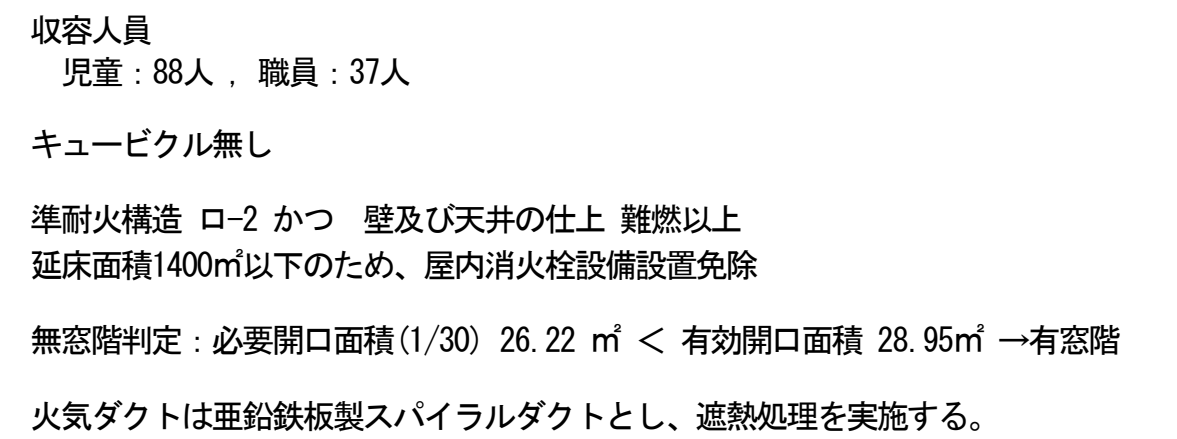 収容人員
児童：88人 , 職員：37人
キュービクル無し
準耐火構造 ロ-2 かつ　壁及び天井の仕上 難燃以上
延床面積1400㎡以下のため、屋内消火栓設備設置免除
無窓階判定：必要開口面積(1/30) 26.22 ㎡ ＜ 有効開口面積 28.95㎡ →有窓階
火気ダクトは亜鉛鉄板製スパイラルダクトとし、遮熱処理を実施する。